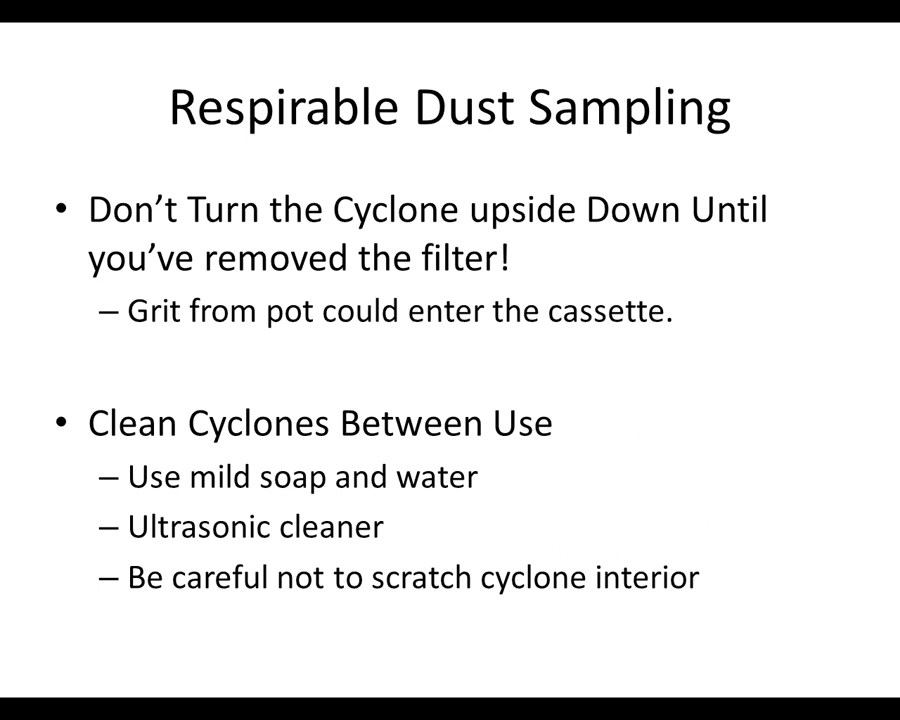 Respirable Dust Sampling
• Don’t Turn the Cyclone upside Down Until
you’ve removed the filter!
– Grit from pot could enter the cassette.
• Clean Cyclones Between Use
– Use mild soap and water
– Ultrasonic cleaner
– Be careful not to scratch cyclone interior